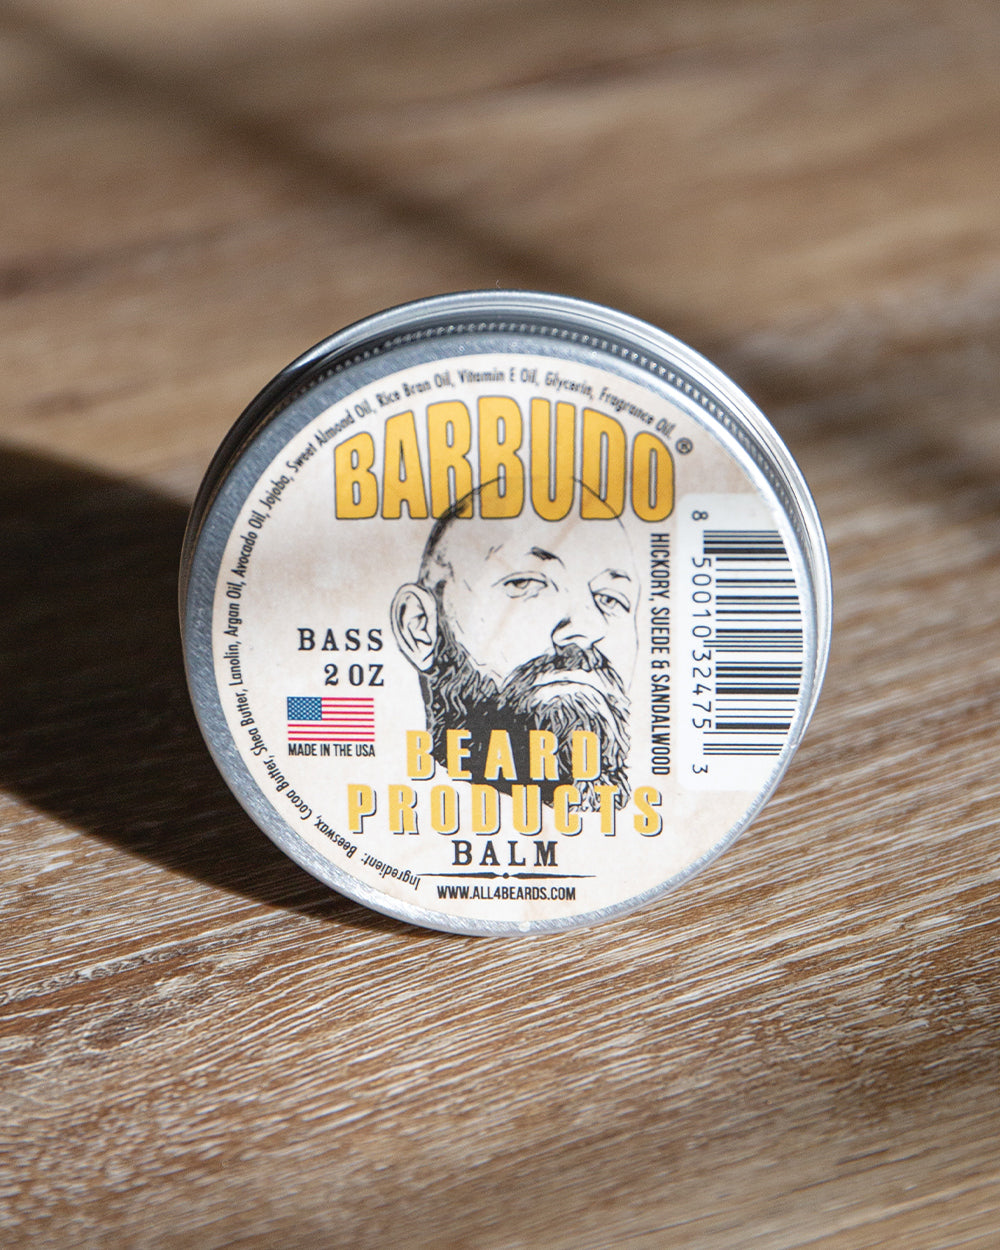 Ingredient: Beeswax, Cocoa Butter, Shea Butter, Lanolin, Argan Oil, Avocado Oil, Jojoba, Sweet Almond Oil, Rice Bran Oil, Vitamin E Oil, Glycerin, Fragrance Oil.
BARBUDO®
BASS
2 OZ
MADE IN THE USA
HICKORY, SUEDE & SANDALWOOD
8 50010 32475 3
BEARD
PRODUCTS
BALM
WWW.ALL4BEARDS.COM